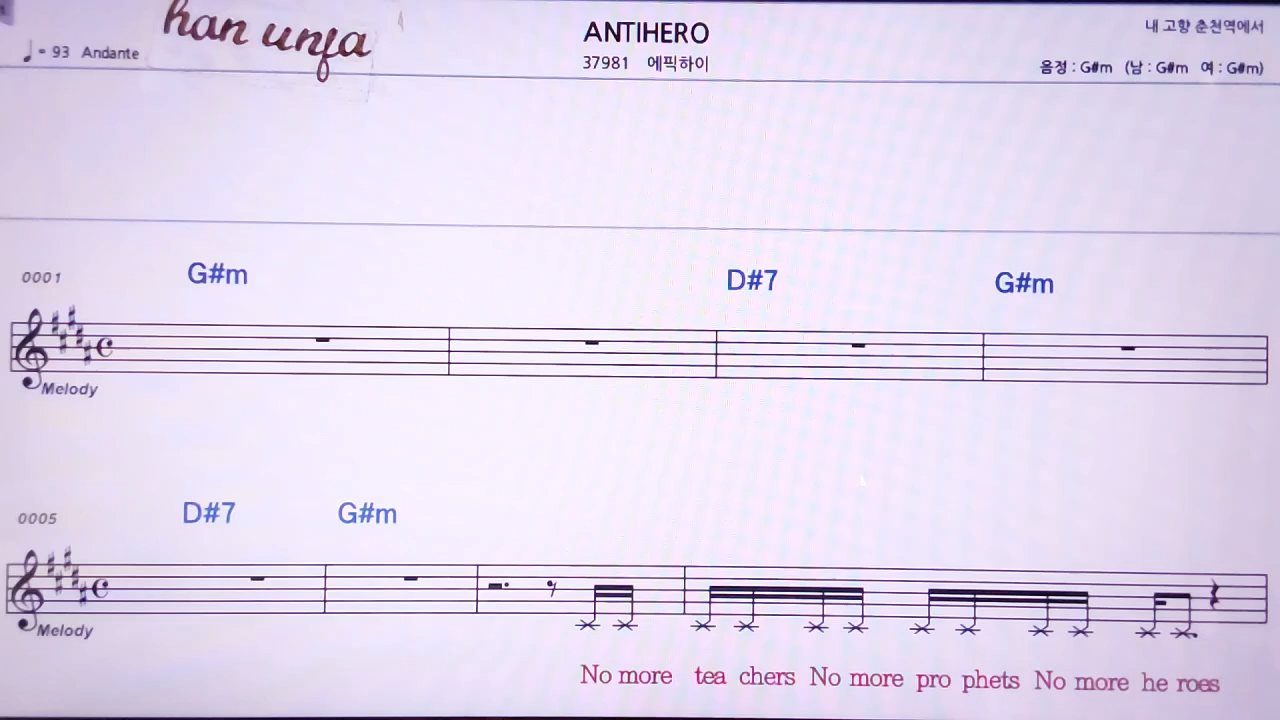 han unfa
ANTIHERO
내 고향 춘천역에서
♩= 93 Andante
37981 에픽하이
음정 : G#m (남 : G#m 여 : G#m)
0001 G#m D#7 G#m
Melody
0005 D#7 G#m
Melody
No more tea chers No more pro phets No more he roes